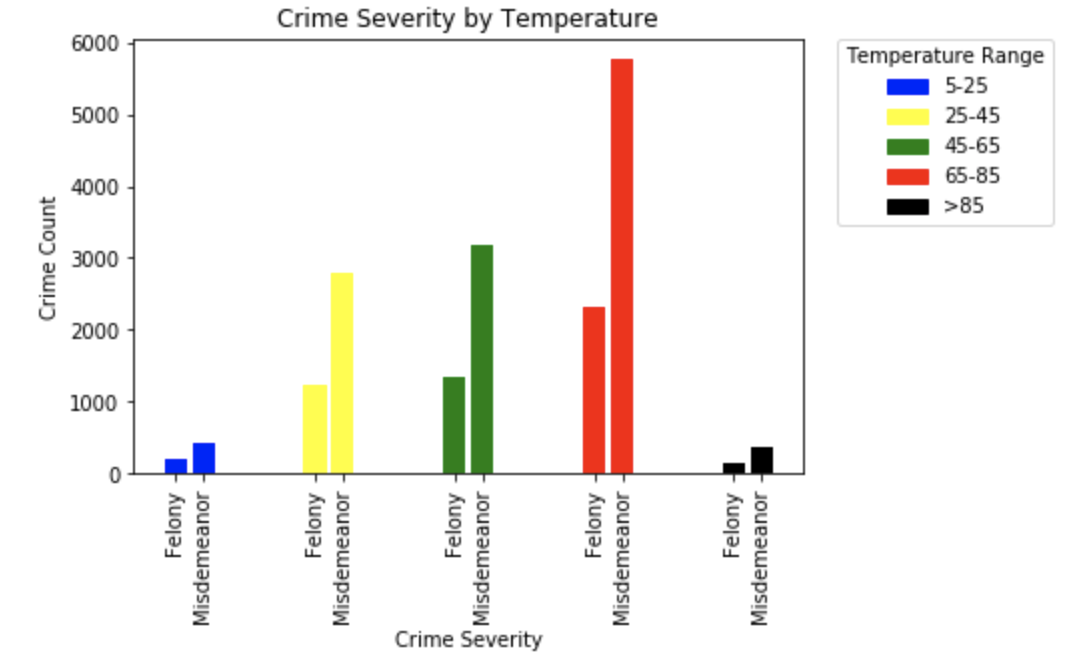 Crime Severity by Temperature
6000
5000
4000
3000
2000
1000
0
Crime Count
Felony
Misdemeanor
Felony
Misdemeanor
Felony
Misdemeanor
Felony
Misdemeanor
Felony
Misdemeanor
Crime Severity
Temperature Range
5-25
25-45
45-65
65-85
>85